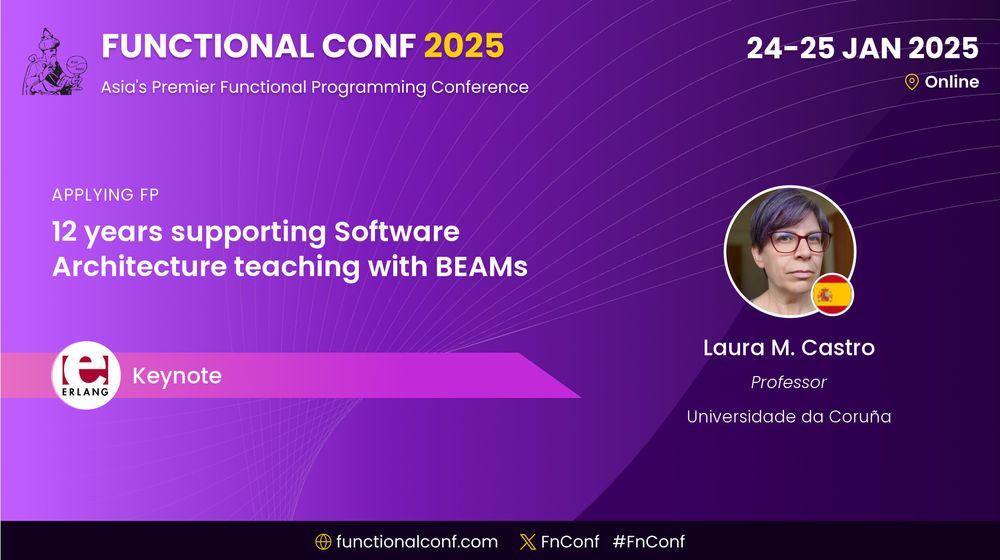 FUNCTIONAL CONF 2025
Asia's Premier Functional Programming Conference
24-25 JAN 2025
Online
APPLYING FP
12 years supporting Software
Architecture teaching with BEAMs
e
ERLANG
Keynote
Laura M. Castro
Professor
Universidade da Coruña
functionalconf.com
FnConf
#FnConf